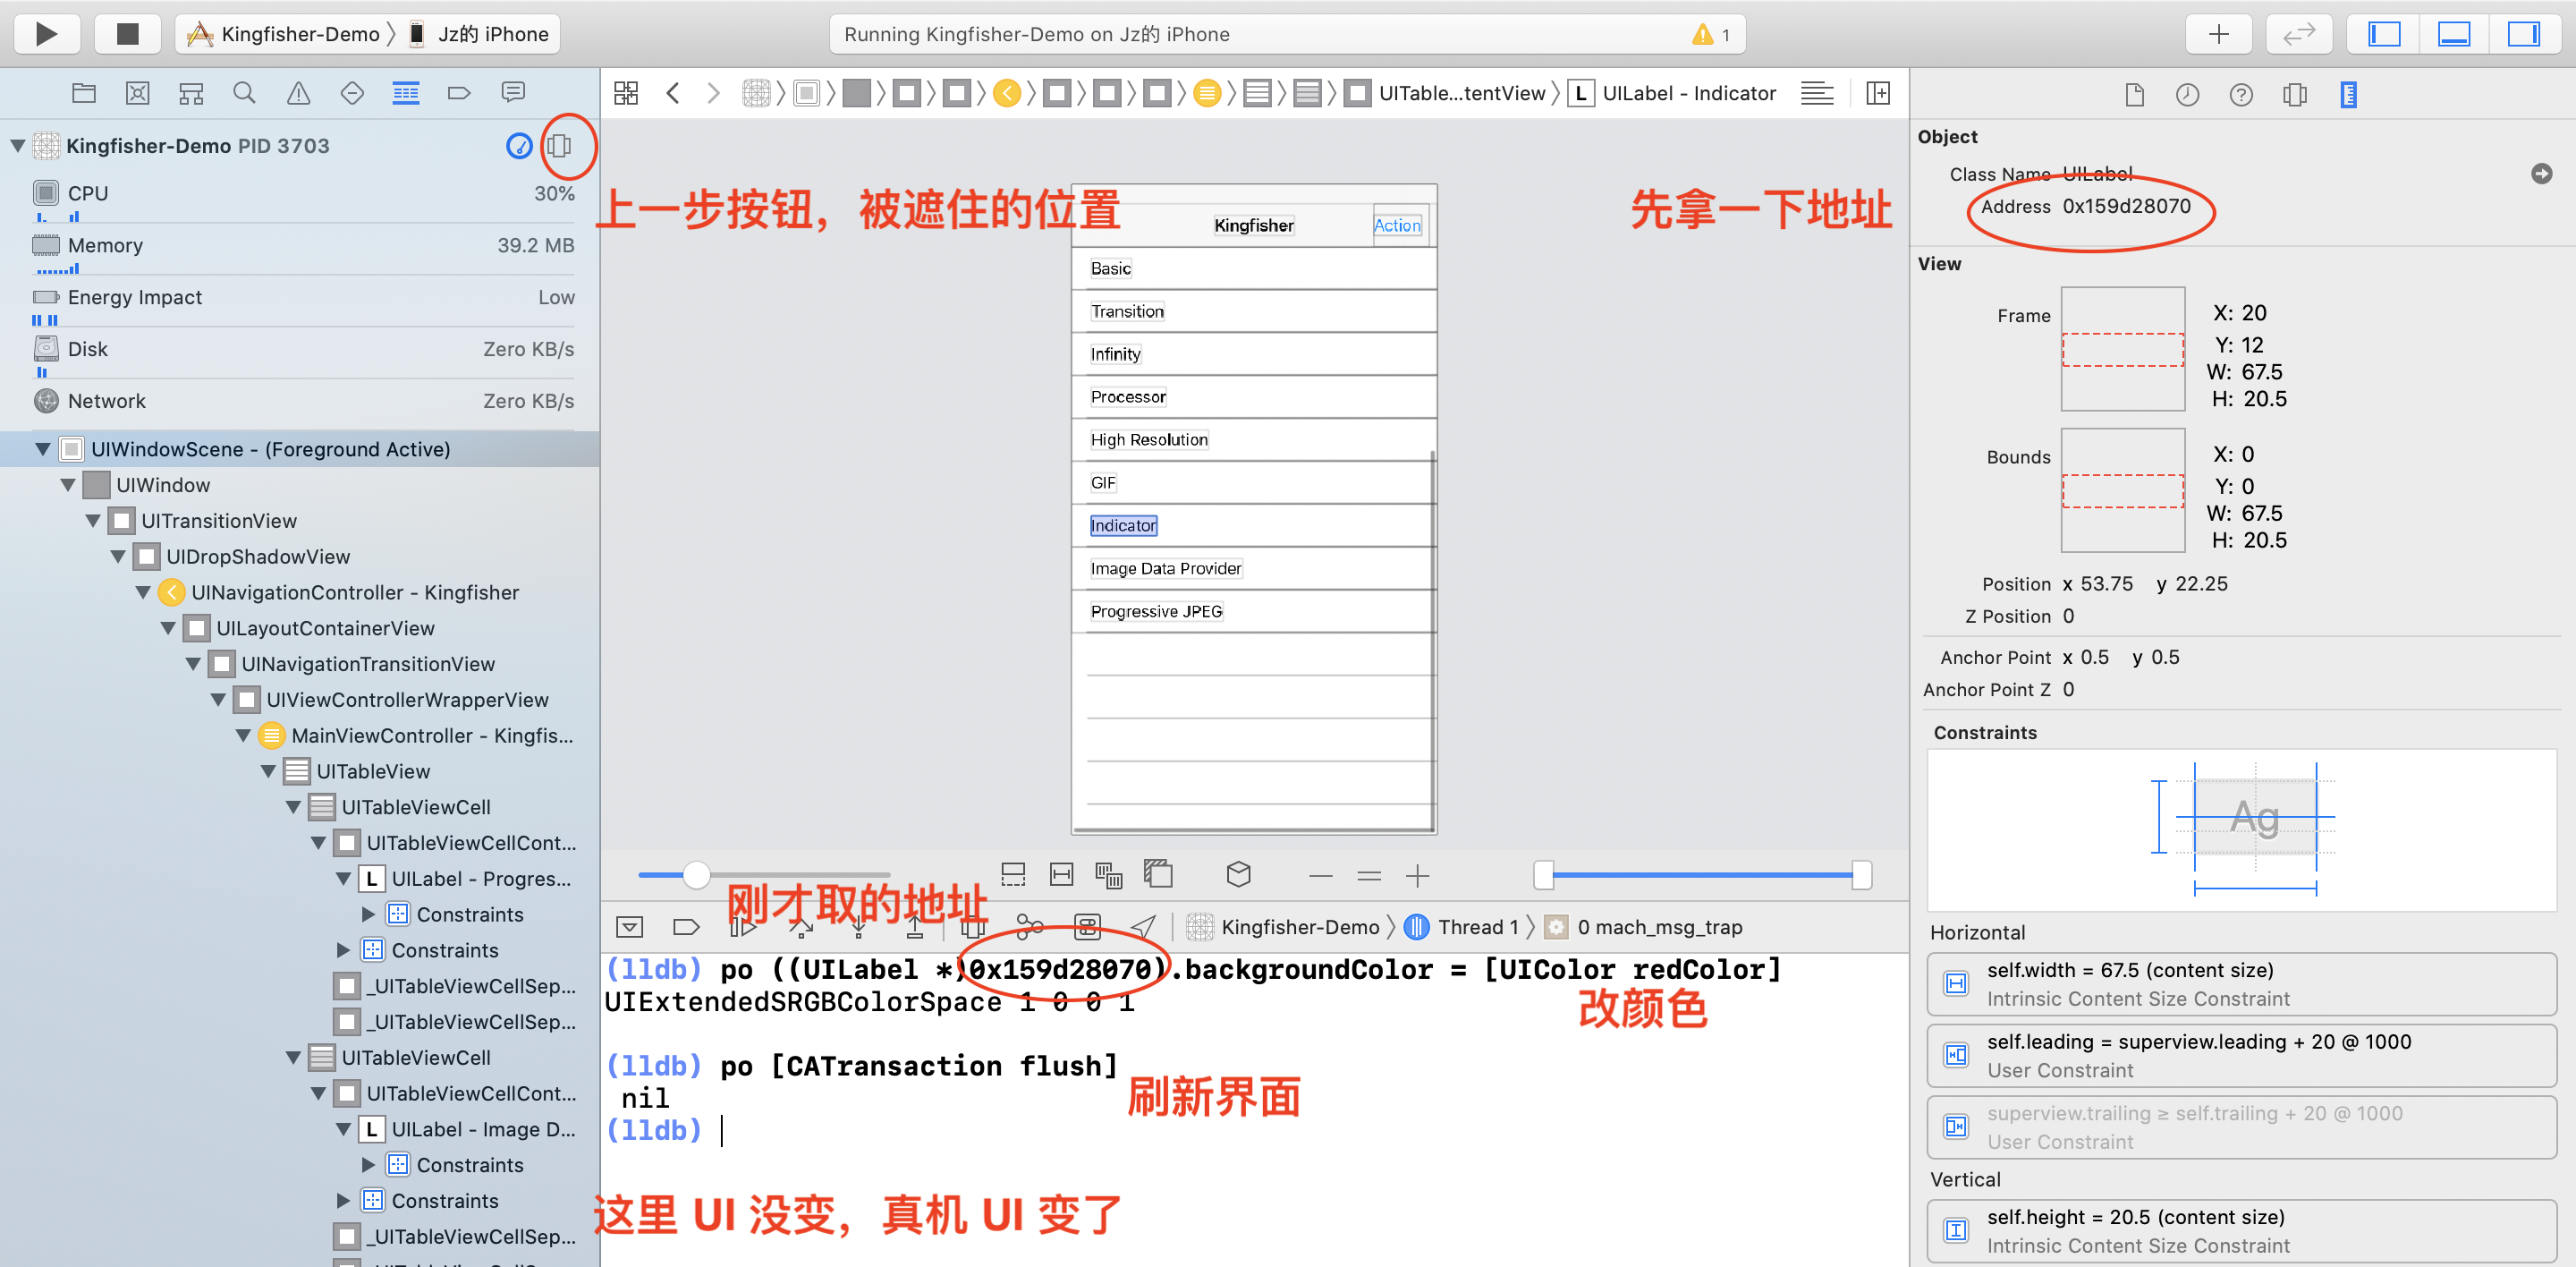 Kingfisher-Demo 〉 Jz的 iPhone
Running Kingfisher-Demo on Jz的 iPhone
1
Kingfisher-Demo PID 3703
CPU 30%
Memory 39.2 MB
Energy Impact Low
Disk Zero KB/s
Network Zero KB/s
UIWindowScene - (Foreground Active)
UIWindow
UITransitionView
UIDropShadowView
UINavigationController - Kingfisher
UILayoutContainerView
UINavigationTransitionView
UIViewControllerWrapperView
MainViewController - Kingfis...
UITableView
UITableViewCell
UITableViewCellCont...
L UILabel - Progres...
Constraints
Constraints
_UITableViewCellSep...
_UITableViewCellSep...
UITableViewCell
UITableViewCellCont...
L UILabel - Image D...
Constraints
Constraints
_UITableViewCellSep...
UITable...tentView 〉 L UILabel - Indicator
上一步按钮，被遮住的位置
先拿一下地址
Kingfisher
Action
Basic
Transition
Infinity
Processor
High Resolution
GIF
Indicator
Image Data Provider
Progressive JPEG
刚才取的地址
Kingfisher-Demo 〉 Thread 1 〉 0 mach_msg_trap
(lldb) po ((UILabel *)0x159d28070).backgroundColor = [UIColor redColor]
UIExtendedSRGBColorSpace 1 0 0 1
改颜色
(lldb) po [CATransaction flush]
nil
刷新界面
(lldb)
这里 UI 没变，真机 UI 变了
Object
Class Name UILabel
Address 0x159d28070
View
Frame
X: 20
Y: 12
W: 67.5
H: 20.5
Bounds
X: 0
Y: 0
W: 67.5
H: 20.5
Position x 53.75 y 22.25
Z Position 0
Anchor Point x 0.5 y 0.5
Anchor Point Z 0
Constraints
Ag
Horizontal
self.width = 67.5 (content size)
Intrinsic Content Size Constraint
self.leading = superview.leading + 20 @ 1000
User Constraint
superview.trailing ≥ self.trailing + 20 @ 1000
User Constraint
Vertical
self.height = 20.5 (content size)
Intrinsic Content Size Constraint